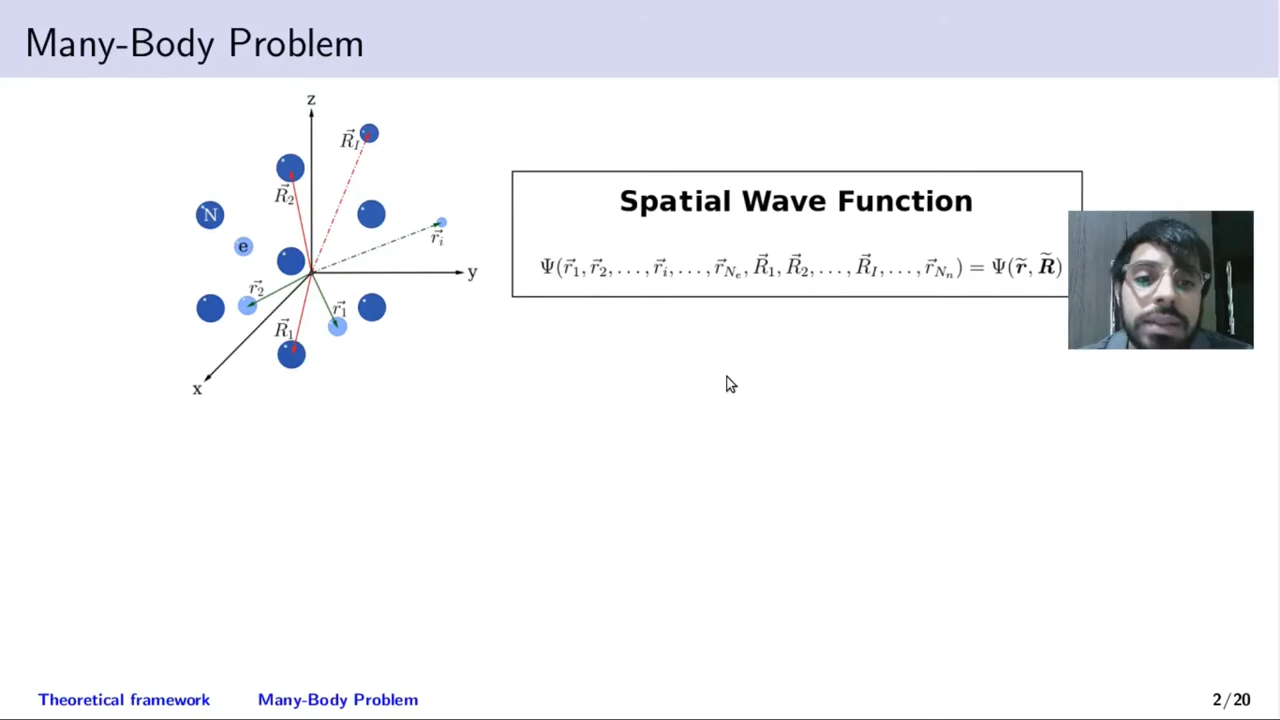 Many-Body Problem
z
R⃗_I
R⃗_2
N
e
r⃗_i
y
r⃗_2
r⃗_1
R⃗_1
x
Spatial Wave Function
Ψ(r⃗_1, r⃗_2, . . . , r⃗_i, . . . , r⃗_{N_e}, R⃗_1, R⃗_2, . . . , R⃗_I, . . . , r⃗_{N_n}) = Ψ(r̃, R̃)
Theoretical framework Many-Body Problem 2/20